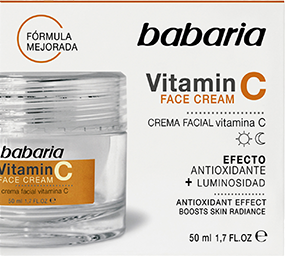 FÓRMULA
MEJORADA
babaria
Vitamin C
FACE CREAM
CREMA FACIAL vitamina C
EFECTO
ANTIOXIDANTE
+ LUMINOSIDAD
ANTIOXIDANT EFFECT
BOOSTS SKIN RADIANCE
50 ml 1,7 FL.OZ ℮
babaria
Vitamin C
FACE CREAM
crema facial vitamina C
50 ml 1,7 FL.OZ ℮